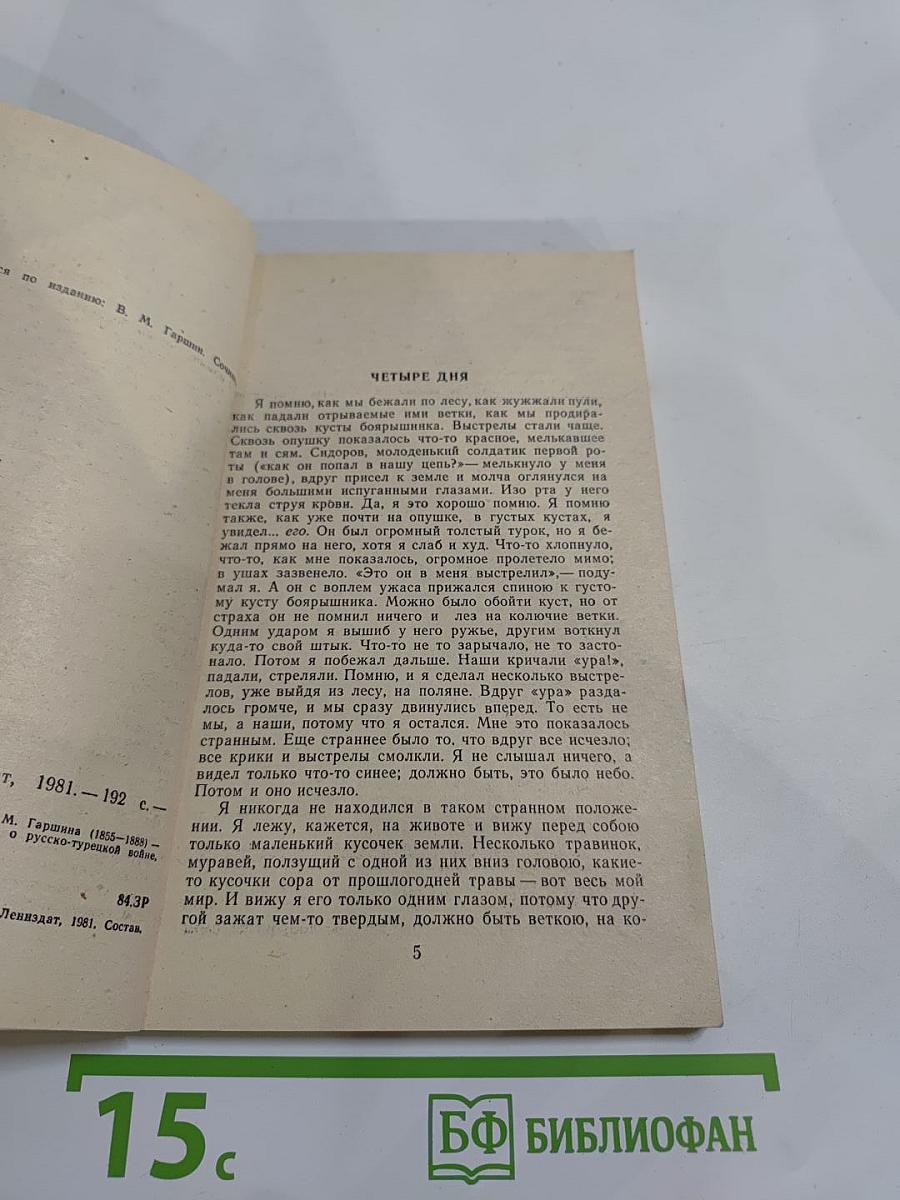 ся по изданию: В. М. Гаршин.
т, 1981. — 192 с. —
М. Гаршина (1855—1888) —
о русско-турецкой войне,
84.3Р
Лениздат, 1981. Состав,
ЧЕТЫРЕ ДНЯ
Я помню, как мы бежали по лесу, как жужжали пули,
как падали отрываемые ими ветки, как мы продира-
лись сквозь кусты боярышника. Выстрелы стали чаще.
Сквозь опушку показалось что-то красное, мелькавшее
там и сям. Сидоров, молоденький солдатик первой ро-
ты («как он попал в нашу цепь?»— мелькнуло у меня
в голове), вдруг присел к земле и молча оглянулся на
меня большими испуганными глазами. Изо рта у него
текла струя крови. Да, я это хорошо помню. Я помню
также, как уже почти на опушке, в густых кустах, я
увидел... его. Он был огромный толстый турок, но я бе-
жал прямо на него, хотя я слаб и худ. Что-то хлопнуло,
что-то, как мне показалось, огромное пролетело мимо;
в ушах зазвенело. «Это он в меня выстрелил»,— поду-
мал я. А он с воплем ужаса прижался спиною к густо-
му кусту боярышника. Можно было обойти куст, но от
страха он не помнил ничего и лез на колючие ветки.
Одним ударом я вышиб у него ружье, другим воткнул
куда-то свой штык. Что-то не то зарычало, не то засто-
нало. Потом я побежал дальше. Наши кричали «ура!»,
падали, стреляли. Помню, и я сделал несколько выстре-
лов, уже выйдя из лесу, на поляне. Вдруг «ура» разда-
лось громче, и мы сразу двинулись вперед. То есть не
мы, а наши, потому что я остался. Мне это показалось
странным. Еще страннее было то, что вдруг все исчезло;
все крики и выстрелы смолкли. Я не слышал ничего, а
видел только что-то синее; должно быть, это было небо.
Потом и оно исчезло.
Я никогда не находился в таком странном положе-
нии. Я лежу, кажется, на животе и вижу перед собою
только маленький кусочек земли. Несколько травинок,
муравей, ползущий с одной из них вниз головою, какие-
то кусочки сора от прошлогодней травы — вот весь мой
мир. И вижу я его только одним глазом, потому что дру-
гой зажат чем-то твердым, должно быть веткою, на ко-
5
15 с
БФ БИБЛИОФАН